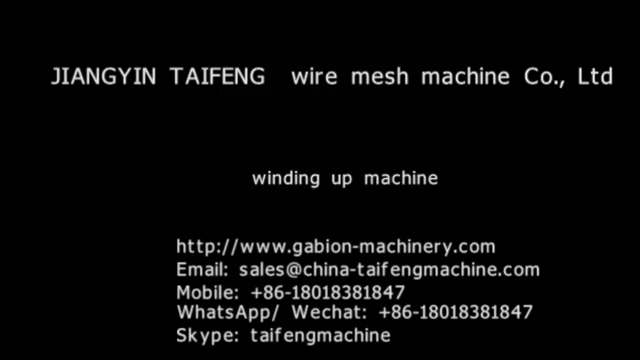 JIANGYIN TAIFENG wire mesh machine Co., Ltd
winding up machine
http://www.gabion-machinery.com
Email: sales@china-taifengmachine.com
Mobile: +86-18018381847
WhatsApp/ Wechat: +86-18018381847
Skype: taifengmachine